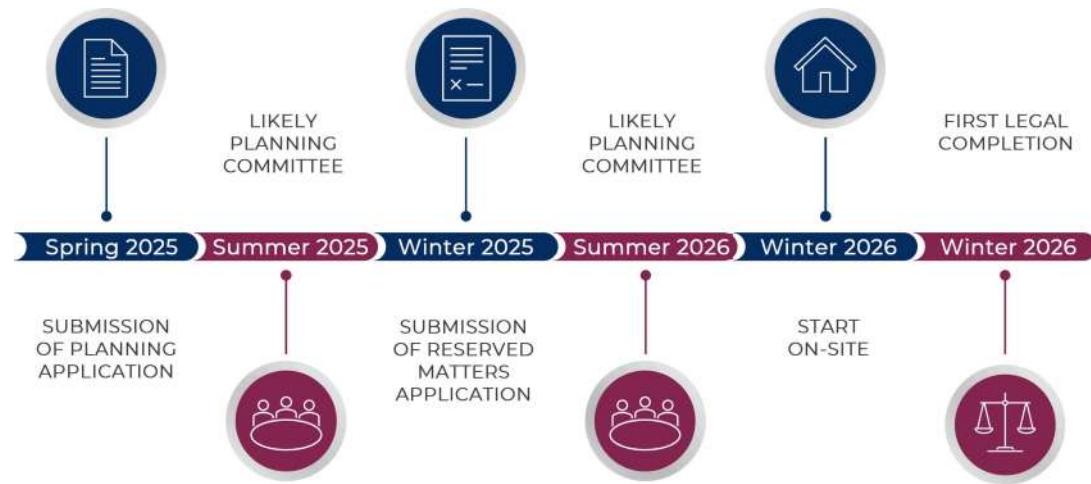 LIKELY
PLANNING
COMMITTEE
LIKELY
PLANNING
COMMITTEE
FIRST LEGAL
COMPLETION
Spring 2025
Summer 2025
Winter 2025
Summer 2026
Winter 2026
Winter 2026
SUBMISSION
OF PLANNING
APPLICATION
SUBMISSION
OF RESERVED
MATTERS
APPLICATION
START
ON-SITE